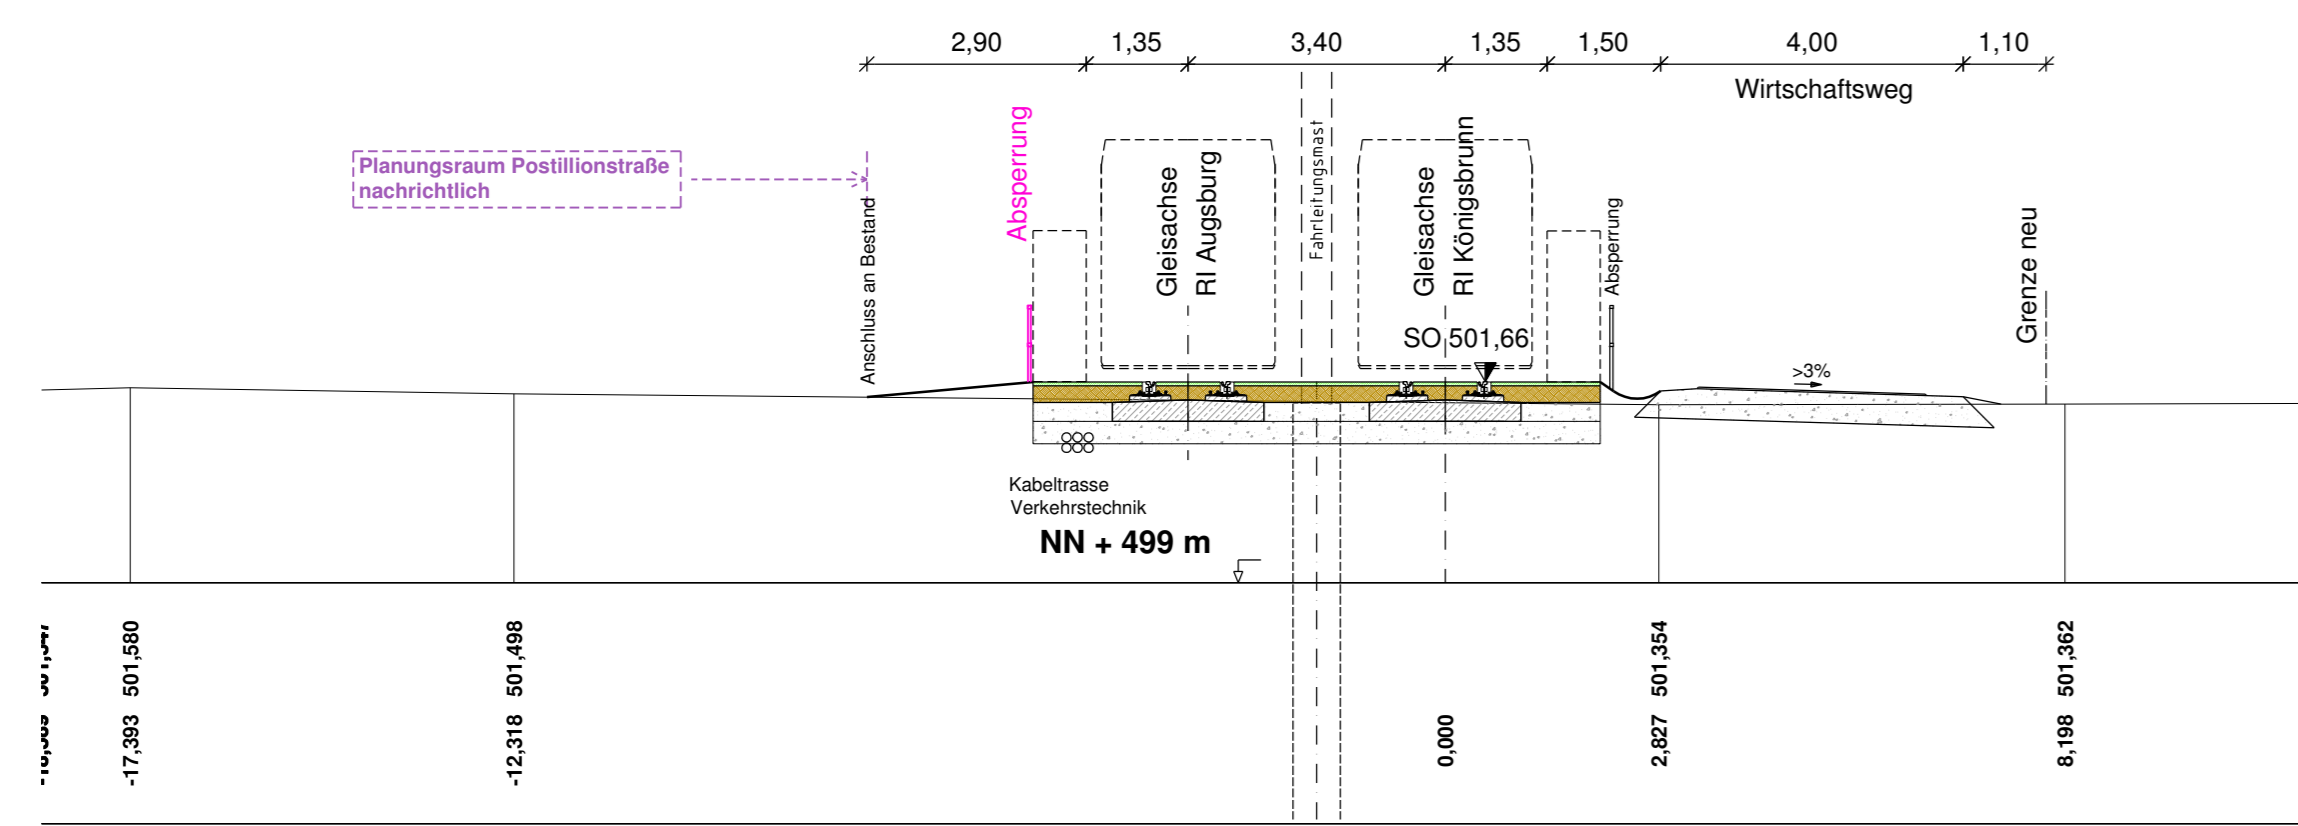 2,90
1,35
3,40
1,35
1,50
4,00
1,10
Wirtschaftsweg
Planungsraum Postillionstraße
nachrichtlich
Anschluss an Bestand
Absperrung
Gleisachse
RI Augsburg
Fahrleitungsmast
Gleisachse
RI Königsbrunn
SO 501,66
Absperrung
>3%
Grenze neu
Kabeltrasse
Verkehrstechnik
NN + 499 m
-17,393 501,580
-12,318 501,498
0,000
2,827 501,354
8,198 501,362